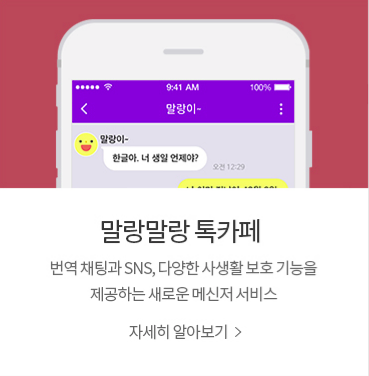 9:41 AM 100%
말랑이~
말랑이~
한글아. 너 생일 언제야?
오전 12:29
말랑말랑 톡카페
번역 채팅과 SNS, 다양한 사생활 보호 기능을
제공하는 새로운 메신저 서비스
자세히 알아보기 >